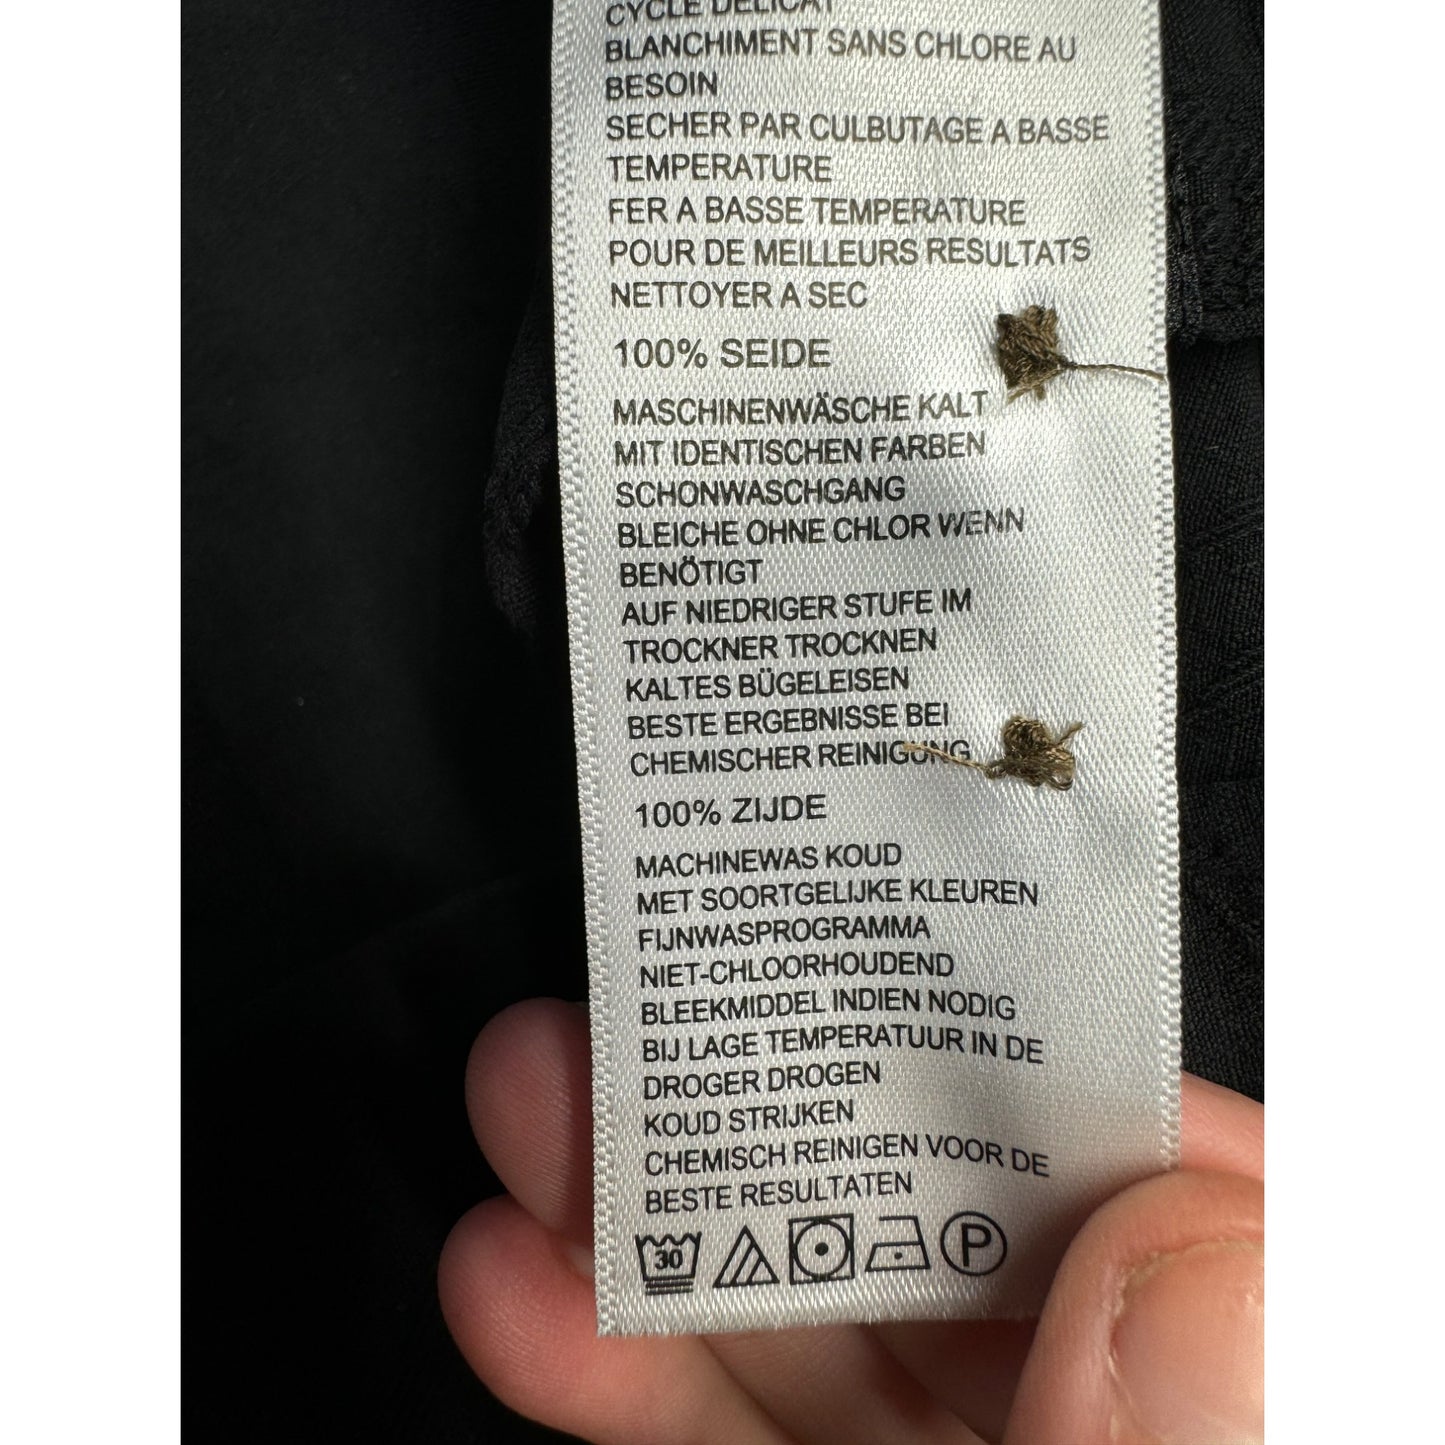 CYCLE DELICAT
BLANCHIMENT SANS CHLORE AU
BESOIN
SECHER PAR CULBUTAGE A BASSE
TEMPERATURE
FER A BASSE TEMPERATURE
POUR DE MEILLEURS RESULTATS
NETTOYER A SEC
100% SEIDE
MASCHINENWÄSCHE KALT
MIT IDENTISCHEN FARBEN
SCHONWASCHGANG
BLEICHE OHNE CHLOR WENN
BENÖTIGT
AUF NIEDRIGER STUFE IM
TROCKNER TROCKNEN
KALTES BÜGELEISEN
BESTE ERGEBNISSE BEI
CHEMISCHER REINIGUNG
100% ZIJDE
MACHINEWAS KOUD
MET SOORTGELIJKE KLEUREN
FIJNWASPROGRAMMA
NIET-CHLOORHOUDEND
BLEEKMIDDEL INDIEN NODIG
BIJ LAGE TEMPERATUUR IN DE
DROGER DROGEN
KOUD STRIJKEN
CHEMISCH REINIGEN VOOR DE
BESTE RESULTATEN
30 P